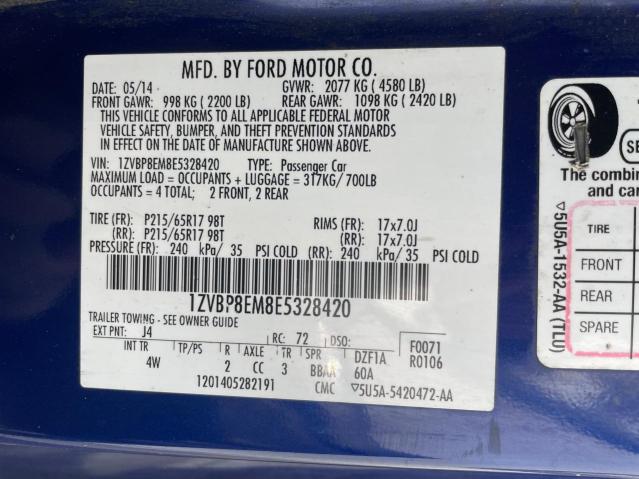 MFD. BY FORD MOTOR CO.
DATE: 05/14 GVWR: 2077 KG ( 4580 LB)
FRONT GAWR: 998 KG ( 2200 LB) REAR GAWR: 1098 KG ( 2420 LB)
THIS VEHICLE CONFORMS TO ALL APPLICABLE FEDERAL MOTOR
VEHICLE SAFETY, BUMPER, AND THEFT PREVENTION STANDARDS
IN EFFECT ON THE DATE OF MANUFACTURE SHOWN ABOVE.
VIN: 1ZVBP8EM8E5328420 TYPE: Passenger Car
MAXIMUM LOAD = OCCUPANTS + LUGGAGE = 317KG/700LB
OCCUPANTS = 4 TOTAL; 2 FRONT, 2 REAR
TIRE (FR): P215/65R17 98T RIMS (FR): 17x7.0J
(RR): P215/65R17 98T (RR): 17x7.0J
PRESSURE (FR): 240 kPa/ 35 PSI COLD (RR): 240 kPa/ 35 PSI COLD
1ZVBP8EM8E5328420
TRAILER TOWING - SEE OWNER GUIDE
EXT PNT: J4 RC: 72 DSO: F0071
INT TR TP/PS R AXLE TR SPR DZF1A R0106
4W 2 CC 3 BBAA 60A
1201405282191 CMC ▽5U5A-5420472-AA
SE
The combin
and car
TIRE
FRONT
REAR
SPARE
▽5U5A-1532-AA (TLU)